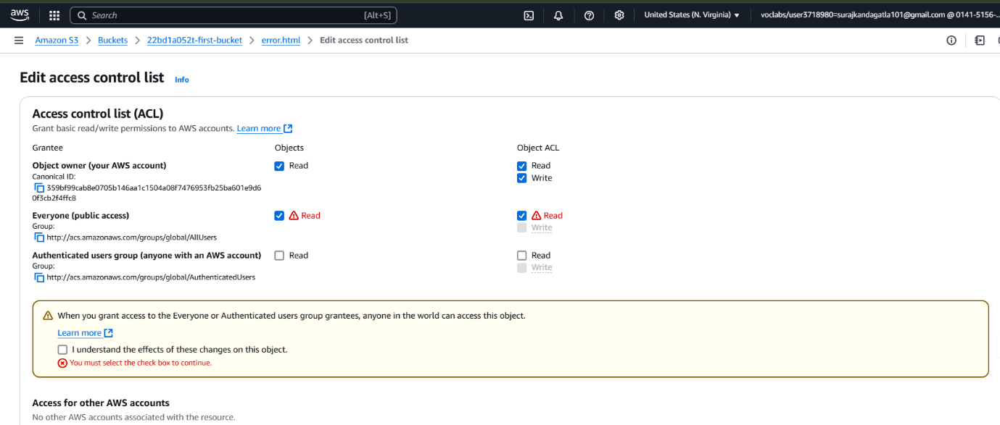 aws
Search [Alt+S]
United States (N. Virginia) ▼
voclabs/user3718980=surajkandagatla101@gmail.com @ 0141-5156-...
Amazon S3 > Buckets > 22bd1a052t-first-bucket > error.html > Edit access control list
Edit access control list Info
Access control list (ACL)
Grant basic read/write permissions to AWS accounts. Learn more
Grantee Objects Object ACL
Object owner (your AWS account) Read Read
Canonical ID: Write
359bf99cab8e0705b146aa1c1504a08f7476953fb25ba601e9d6
0f3cb2f4ffc8
Everyone (public access) Read Read
Group: Write
http://acs.amazonaws.com/groups/global/AllUsers
Authenticated users group (anyone with an AWS account) Read Read
Group: Write
http://acs.amazonaws.com/groups/global/AuthenticatedUsers
When you grant access to the Everyone or Authenticated users group grantees, anyone in the world can access this object.
Learn more
I understand the effects of these changes on this object.
You must select the check box to continue.
Access for other AWS accounts
No other AWS accounts associated with the resource.